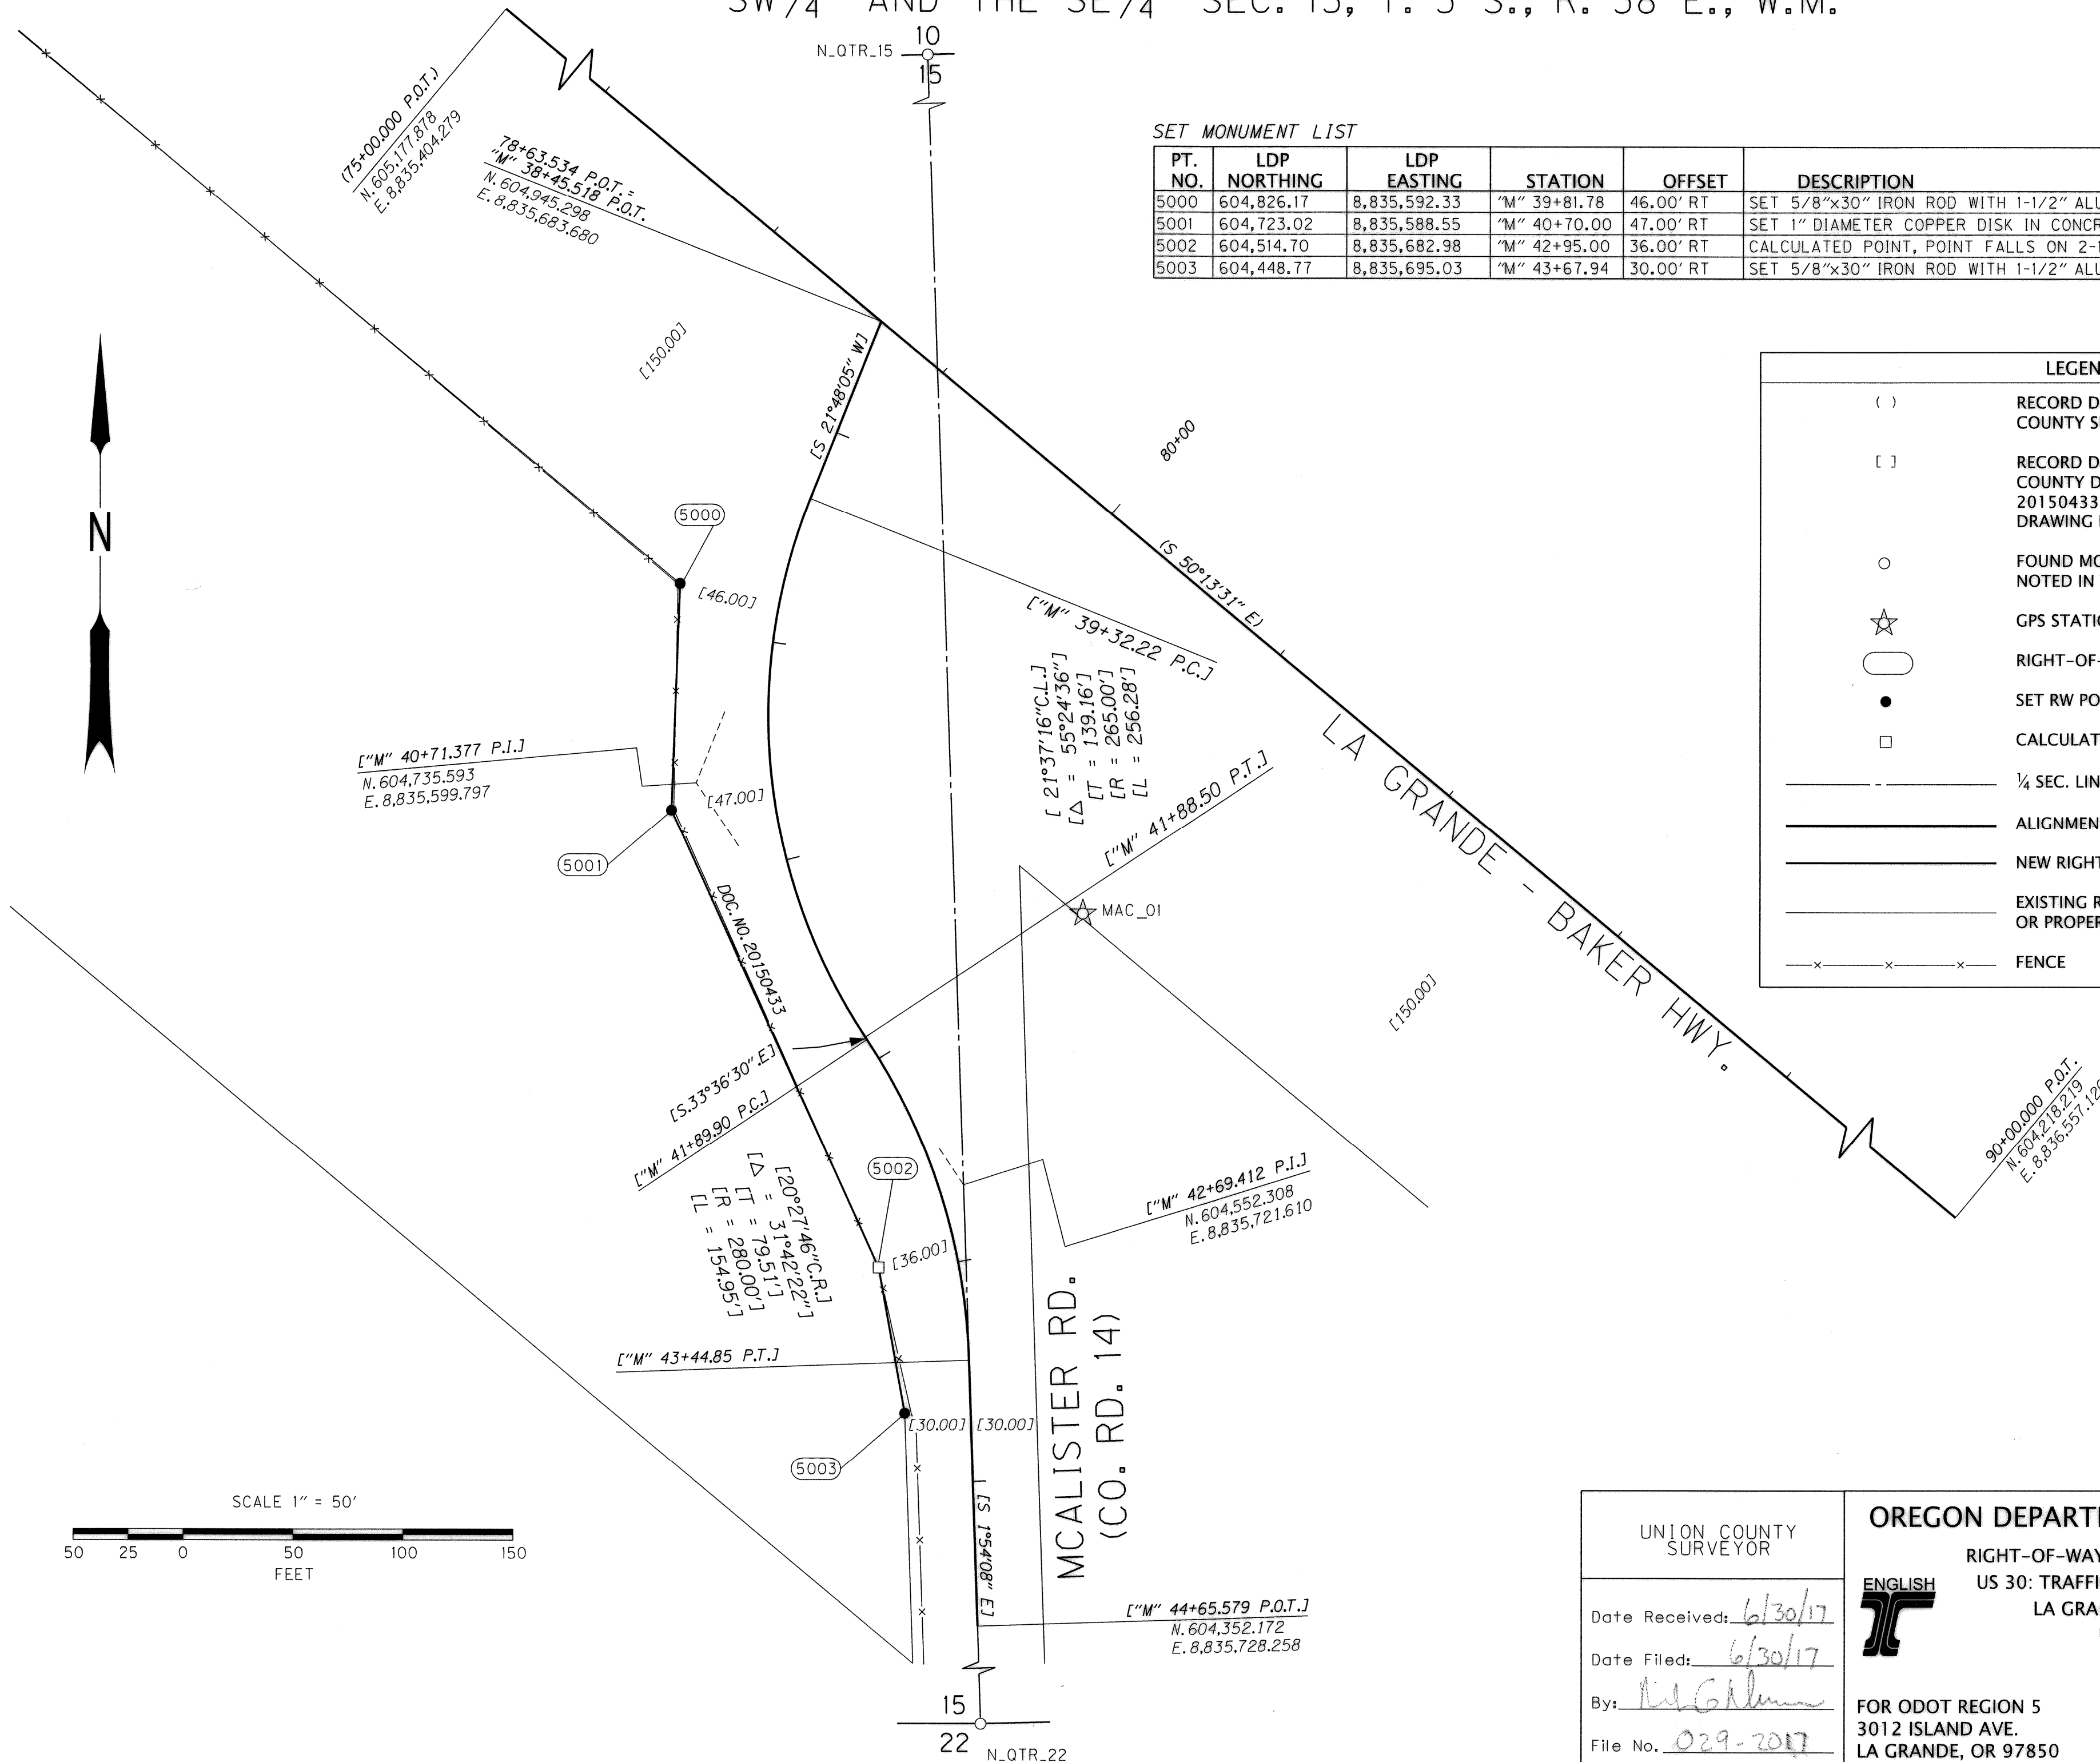 SW1/4 AND THE SE1/4 SEC. 15, T. 3 S., R. 38 E., W.M.
N_QTR_15
10
15
(75+00.000 P.O.T.)
N. 605,177.878
E. 8,835,404.279
78+63.534 P.O.T. =
"M" 38+45.518 P.O.T.
N. 604,945.298
E. 8,835,683.680
SET MONUMENT LIST
PT. NO. LDP NORTHING LDP EASTING STATION OFFSET DESCRIPTION
5000 604,826.17 8,835,592.33 "M" 39+81.78 46.00' RT SET 5/8"x30" IRON ROD WITH 1-1/2" ALU
5001 604,723.02 8,835,588.55 "M" 40+70.00 47.00' RT SET 1" DIAMETER COPPER DISK IN CONCR
5002 604,514.70 8,835,682.98 "M" 42+95.00 36.00' RT CALCULATED POINT, POINT FALLS ON 2-
5003 604,448.77 8,835,695.03 "M" 43+67.94 30.00' RT SET 5/8"x30" IRON ROD WITH 1-1/2" ALU
LEGEN
( ) RECORD D
COUNTY S
[ ] RECORD D
COUNTY D
20150433
DRAWING
FOUND MO
NOTED IN
GPS STATI
RIGHT-OF-
SET RW PO
CALCULAT
1/4 SEC. LIN
ALIGNMEN
NEW RIGHT
EXISTING R
OR PROPER
FENCE
[150.00]
[S 21°48'05" W]
80+00
N
5000
[46.00]
(S 50°13'31" E)
["M" 39+32.22 P.C.]
[ 21°37'16"C.L.]
[Δ = 55°24'36"]
[T = 139.16']
[R = 265.00']
[L = 256.28']
["M" 40+71.377 P.I.]
N. 604,735.593
E. 8,835,599.797
[47.00]
5001
LA GRANDE - BAKER HWY.
["M" 41+88.50 P.T.]
MAC_01
DOC. NO. 20150433
[150.00]
[S.33°36'30".E]
["M" 41+89.90 P.C.]
[20°27'46"C.R.]
[Δ = 31°42'22"]
[T = 79.51']
[R = 280.00']
[L = 154.95']
5002
[36.00]
["M" 42+69.412 P.I.]
N. 604,552.308
E. 8,835,721.610
90+00.000 P.O.T.
N. 604,218.219
E. 8,836,557.12
["M" 43+44.85 P.T.]
[30.00] [30.00]
5003
MCALISTER RD.
(CO. RD. 14)
[S 1°54'08" E]
["M" 44+65.579 P.O.T.]
N. 604,352.172
E. 8,835,728.258
SCALE 1" = 50'
50 25 0 50 100 150
FEET
15
22
N_QTR_22
UNION COUNTY
SURVEYOR
Date Received: 6/30/17
Date Filed: 6/30/17
By:
File No. 029-2017
OREGON DEPART
RIGHT-OF-WAY
ENGLISH
US 30: TRAFFI
LA GRA
FOR ODOT REGION 5
3012 ISLAND AVE.
LA GRANDE, OR 97850